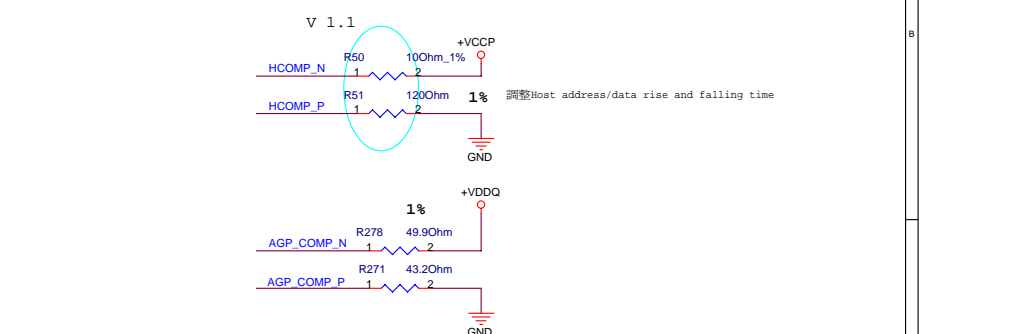 V 1.1
+VCCP
R50 10Ohm_1%
HCOMP_N 1 2
R51 120Ohm 1% 調整Host address/data rise and falling time
HCOMP_P 1 2
GND
+VDDQ
1%
R278 49.9Ohm
AGP_COMP_N 1 2
R271 43.2Ohm
AGP_COMP_P 1 2
GND
B